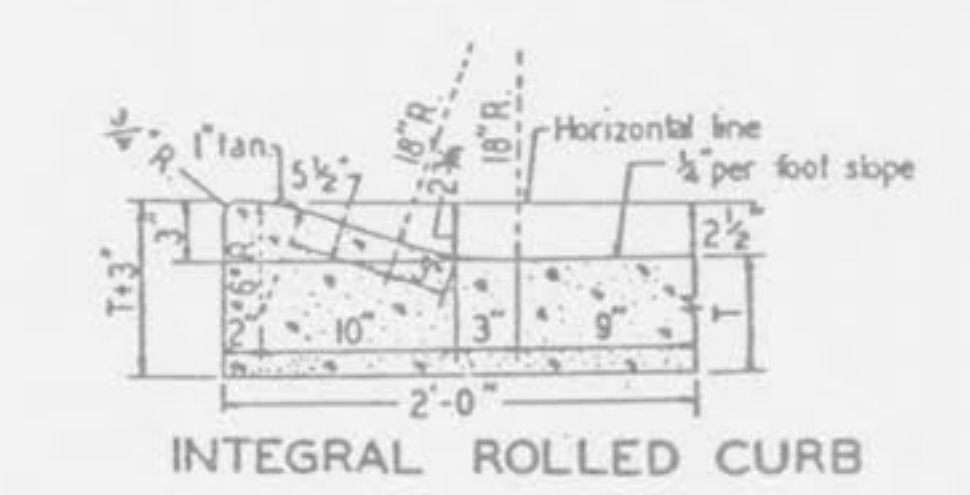 3/4" R.
1" tan.
5 1/2"
18" R.
18" R.
Horizontal line
1/4" per foot slope
2 1/2"
3"
T+3"
6" R
2"
10"
3"
9"
T
2'-0"
INTEGRAL ROLLED CURB